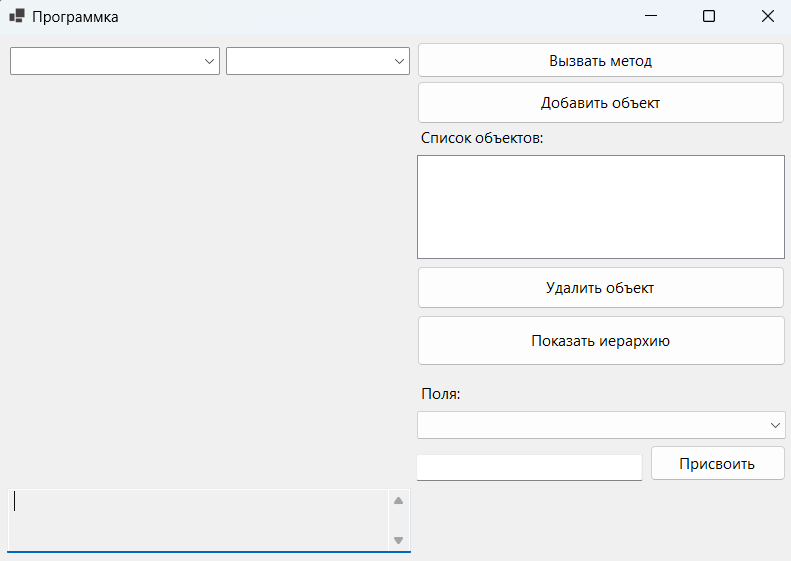 Программка
Вызвать метод
Добавить объект
Список объектов:
Удалить объект
Показать иерархию
Поля:
Присвоить